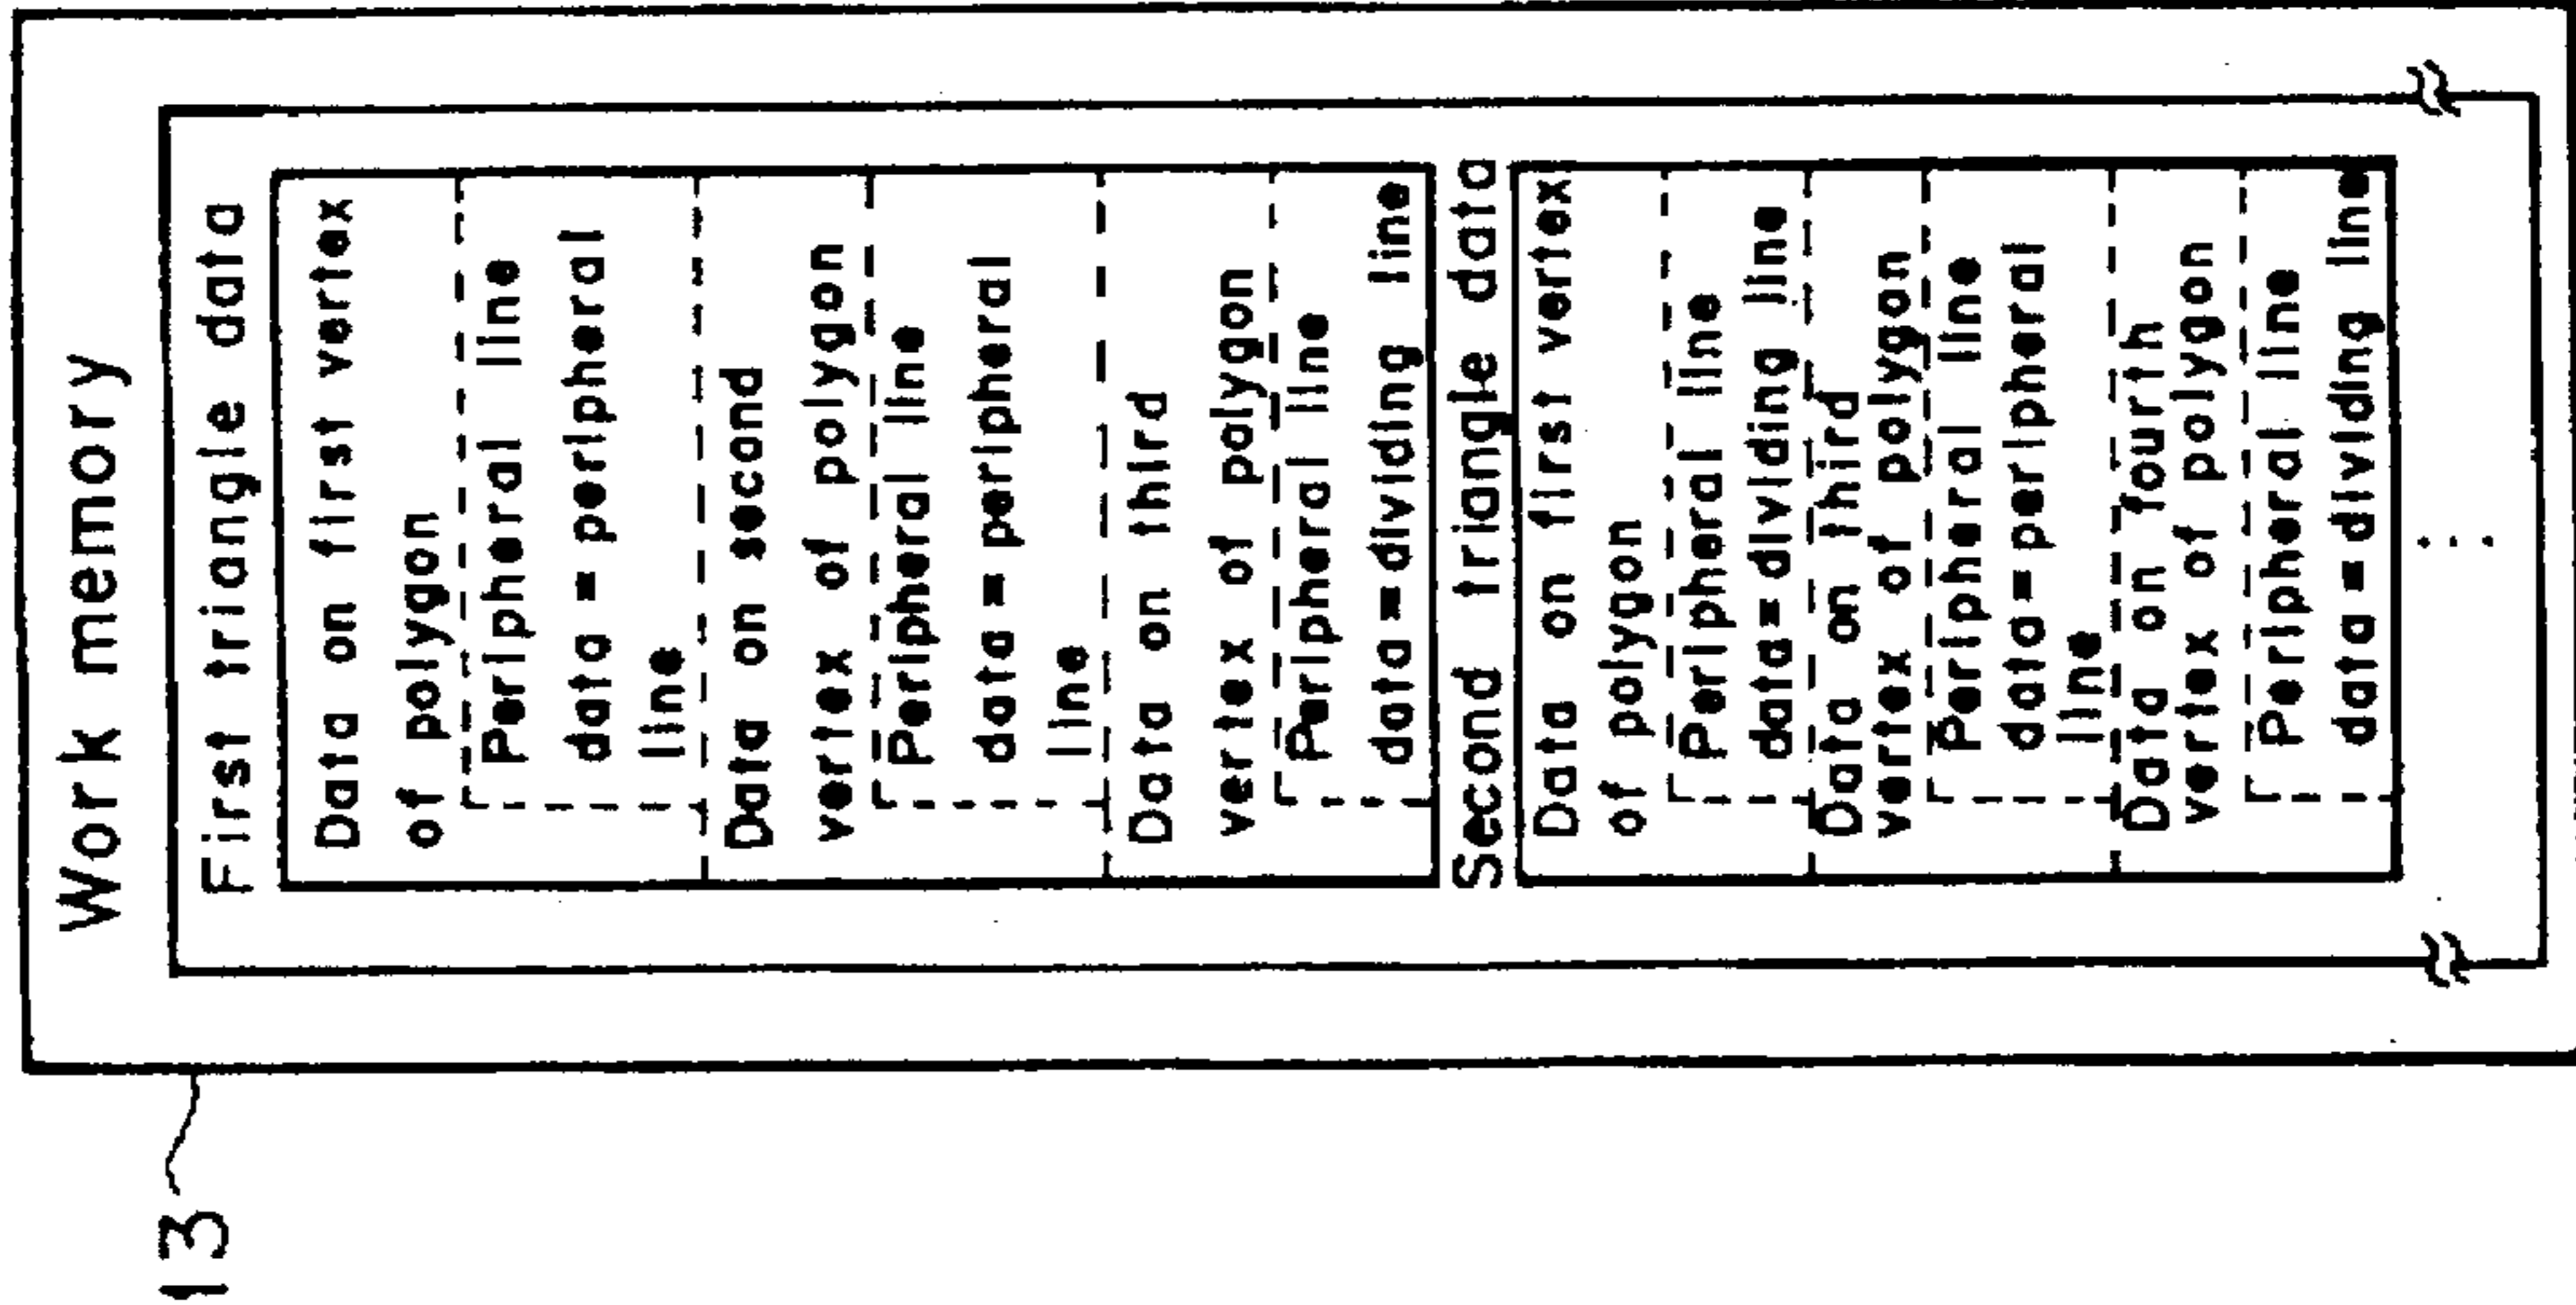 Work memory
First triangle data
Data on first vertex
of polygon
Peripheral line
data = peripheral
line
Data on second
vertex of polygon
Peripheral line
data = peripheral
line
Data on third
vertex of polygon
Peripheral line
data = dividing line
Second triangle data
Data on first vertex
of polygon
Peripheral line
data = dividing line
Data on third
vertex of polygon
Peripheral line
data = peripheral
line
Data on fourth
vertex of polygon
Peripheral line
data = dividing line
...
13